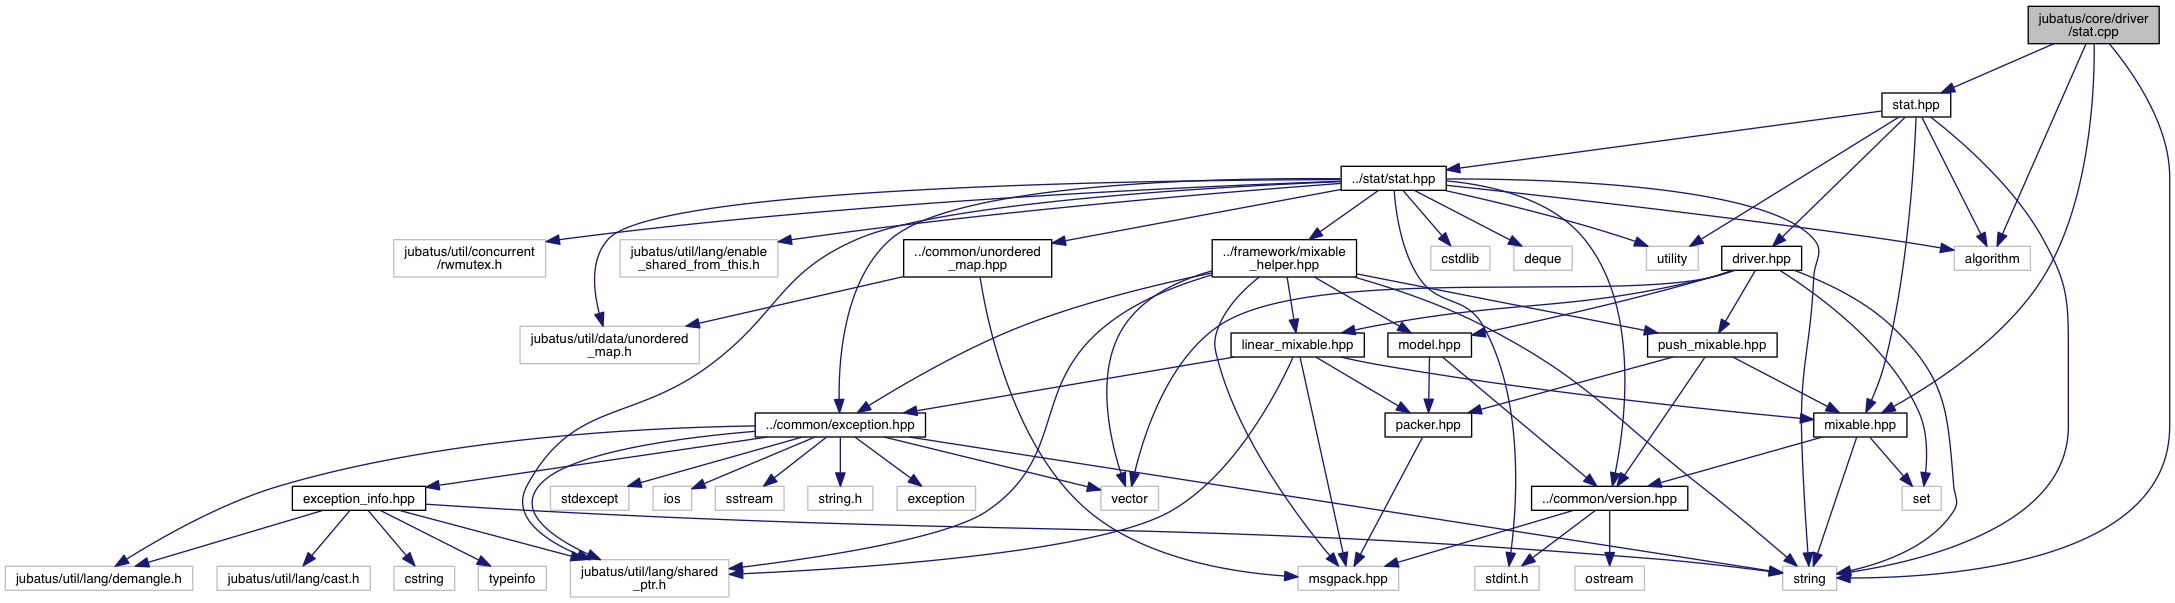 jubatus/core/driver
/stat.cpp
stat.hpp
../stat/stat.hpp
jubatus/util/concurrent
/rwmutex.h
jubatus/util/lang/enable
_shared_from_this.h
../common/unordered
_map.hpp
../framework/mixable
_helper.hpp
cstdlib
deque
utility
driver.hpp
algorithm
jubatus/util/data/unordered
_map.h
linear_mixable.hpp
model.hpp
push_mixable.hpp
../common/exception.hpp
packer.hpp
mixable.hpp
exception_info.hpp
stdexcept
ios
sstream
string.h
exception
vector
../common/version.hpp
set
jubatus/util/lang/demangle.h
jubatus/util/lang/cast.h
cstring
typeinfo
jubatus/util/lang/shared
_ptr.h
msgpack.hpp
stdint.h
ostream
string